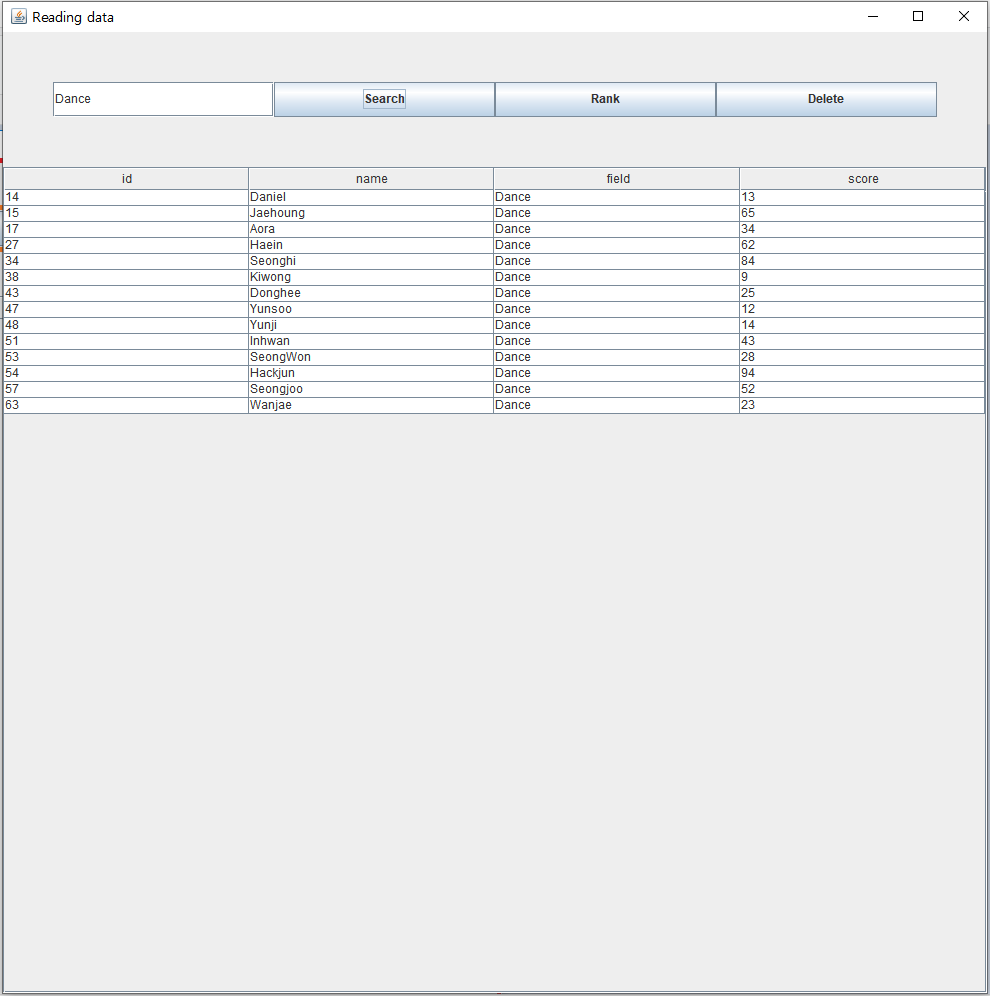 Reading data
Dance Search Rank Delete
id name field score
14 Daniel Dance 13
15 Jaehoung Dance 65
17 Aora Dance 34
27 Haein Dance 62
34 Seonghi Dance 84
38 Kiwong Dance 9
43 Donghee Dance 25
47 Yunsoo Dance 12
48 Yunji Dance 14
51 Inhwan Dance 43
53 SeongWon Dance 28
54 Hackjun Dance 94
57 Seongjoo Dance 52
63 Wanjae Dance 23